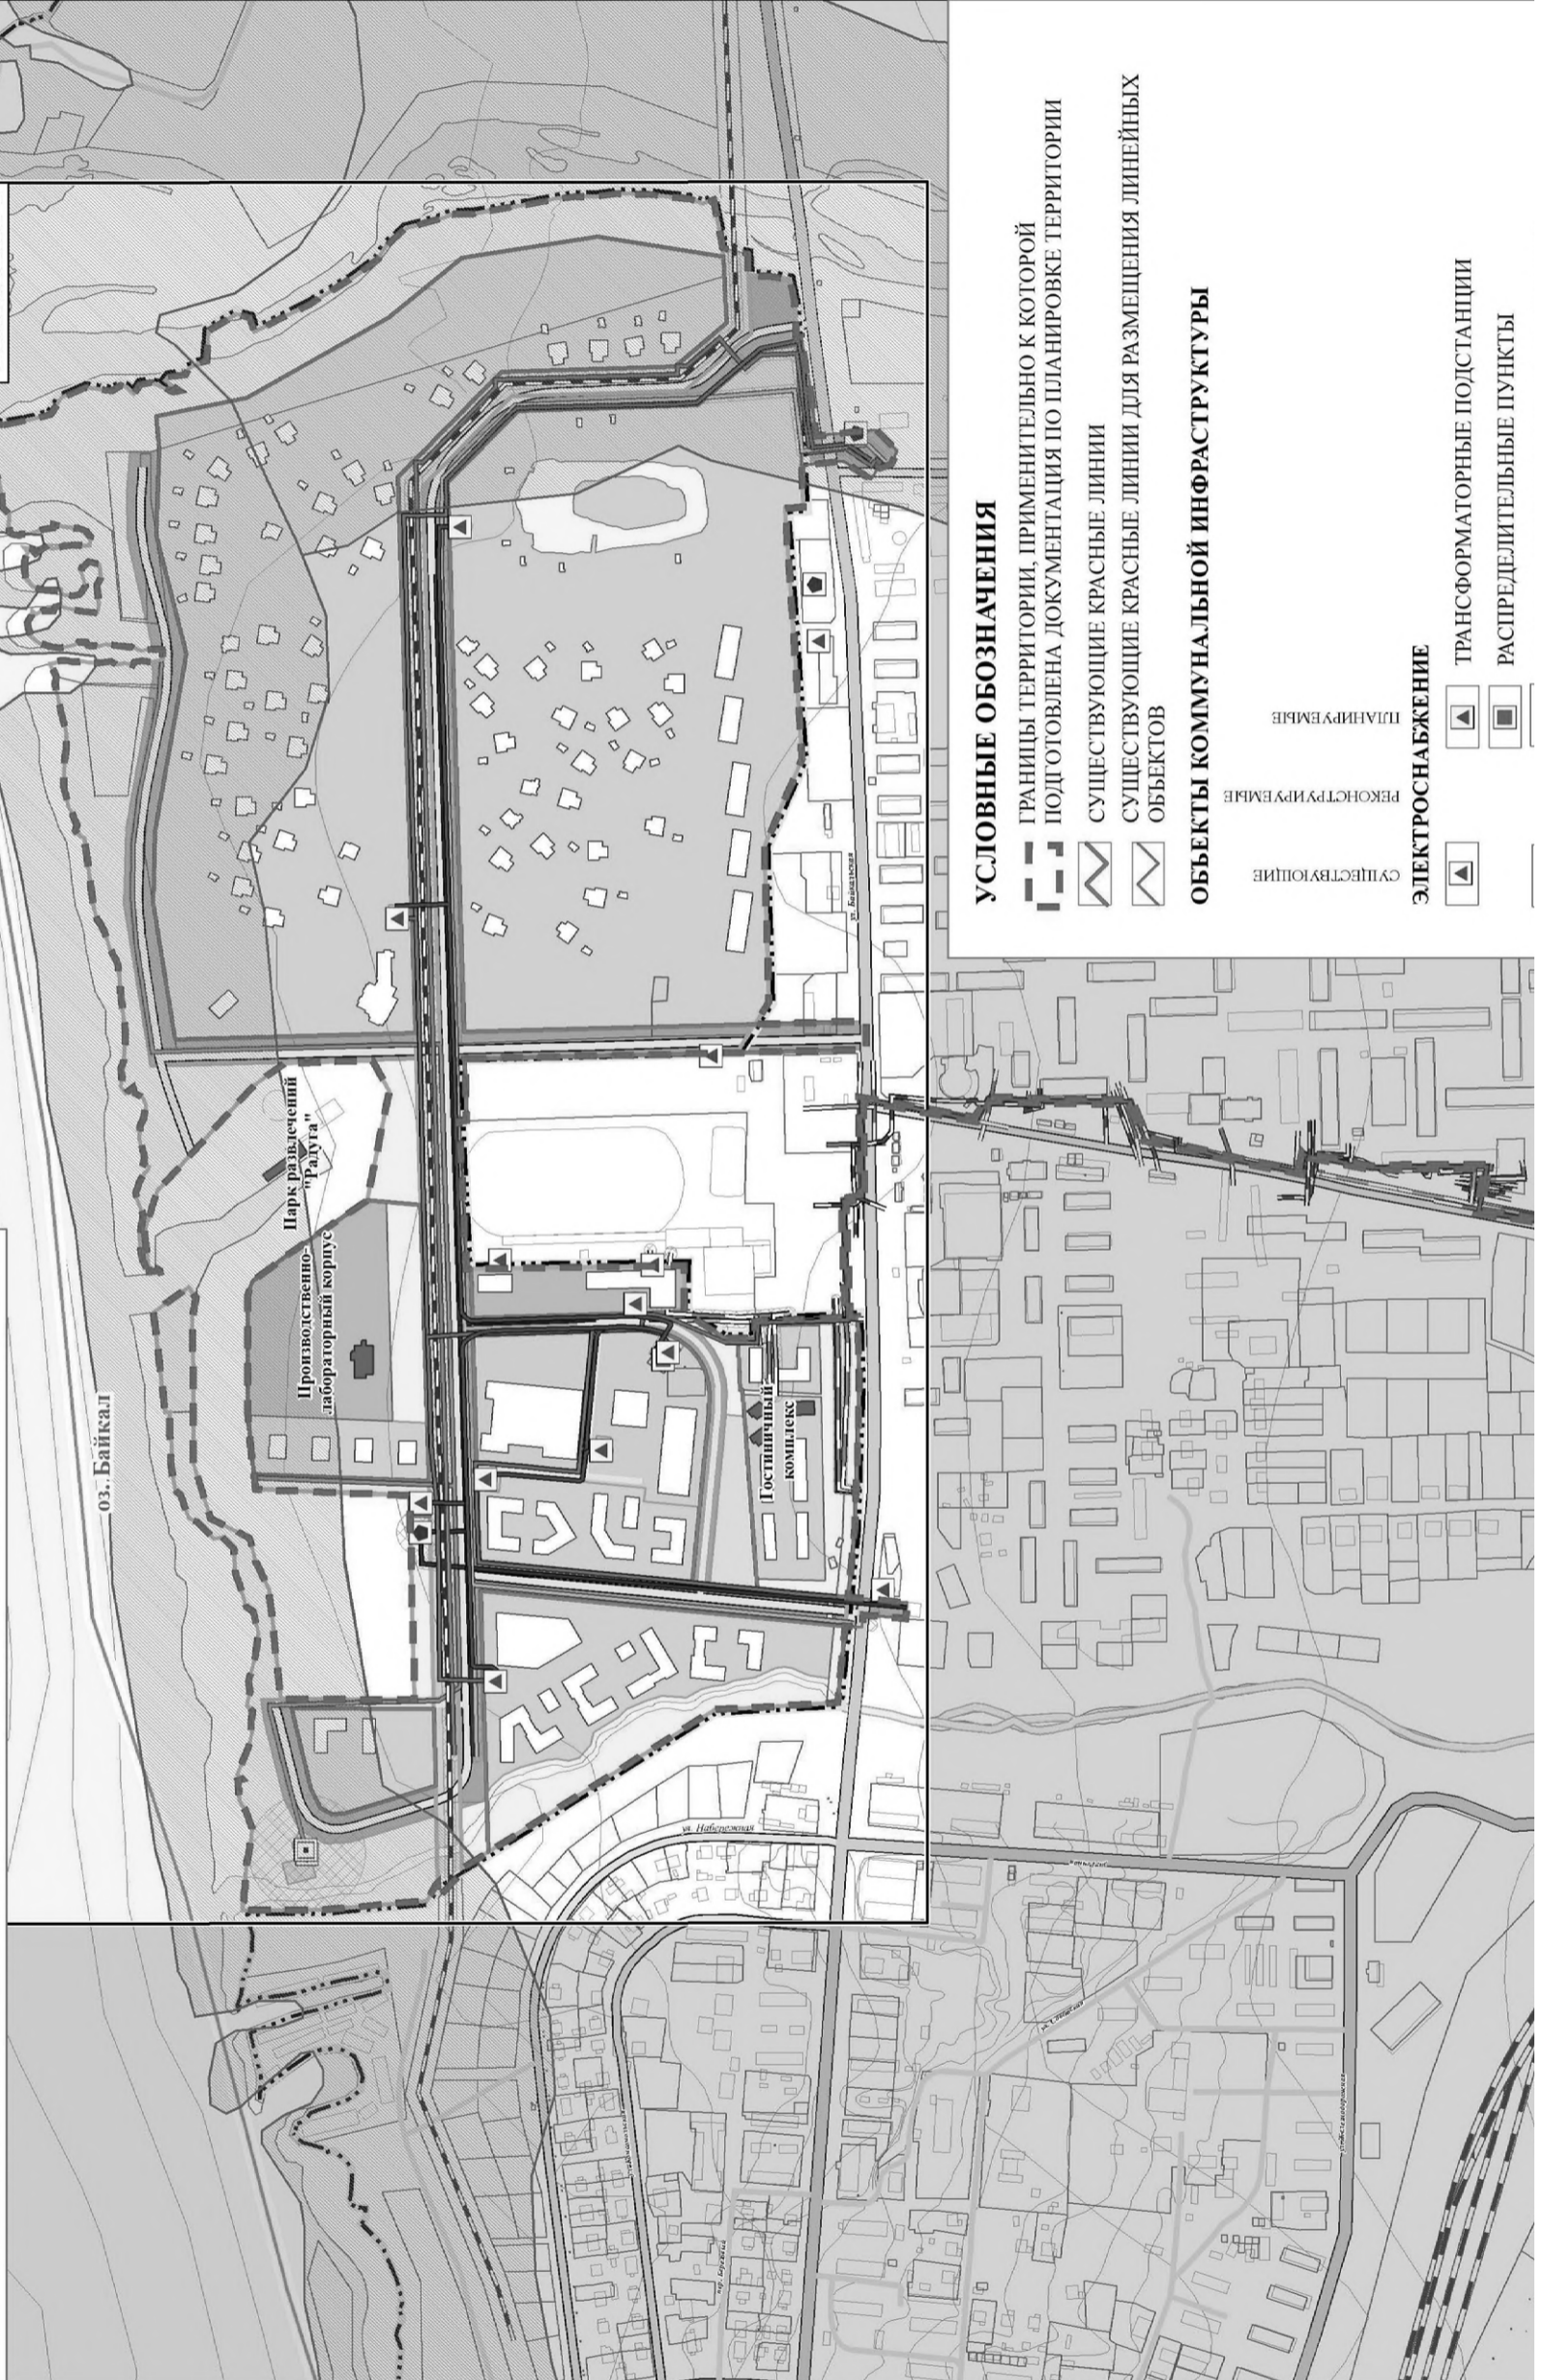 оз. Байкал
Парк развлечений
"Радуга"
Производственно-
лабораторный корпус
Гостиничный
комплекс
ул. Байкальская
ул. Набережная
УСЛОВНЫЕ ОБОЗНАЧЕНИЯ
ГРАНИЦЫ ТЕРРИТОРИИ, ПРИМЕНИТЕЛЬНО К КОТОРОЙ
ПОДГОТОВЛЕНА ДОКУМЕНТАЦИЯ ПО ПЛАНИРОВКЕ ТЕРРИТОРИИ
СУЩЕСТВУЮЩИЕ КРАСНЫЕ ЛИНИИ
СУЩЕСТВУЮЩИЕ КРАСНЫЕ ЛИНИИ ДЛЯ РАЗМЕЩЕНИЯ ЛИНЕЙНЫХ
ОБЪЕКТОВ
ОБЪЕКТЫ КОММУНАЛЬНОЙ ИНФРАСТРУКТУРЫ
СУЩЕСТВУЮЩИЕ
РЕКОНСТРУИРУЕМЫЕ
ПЛАНИРУЕМЫЕ
ЭЛЕКТРОСНАБЖЕНИЕ
ТРАНСФОРМАТОРНЫЕ ПОДСТАНЦИИ
РАСПРЕДЕЛИТЕЛЬНЫЕ ПУНКТЫ